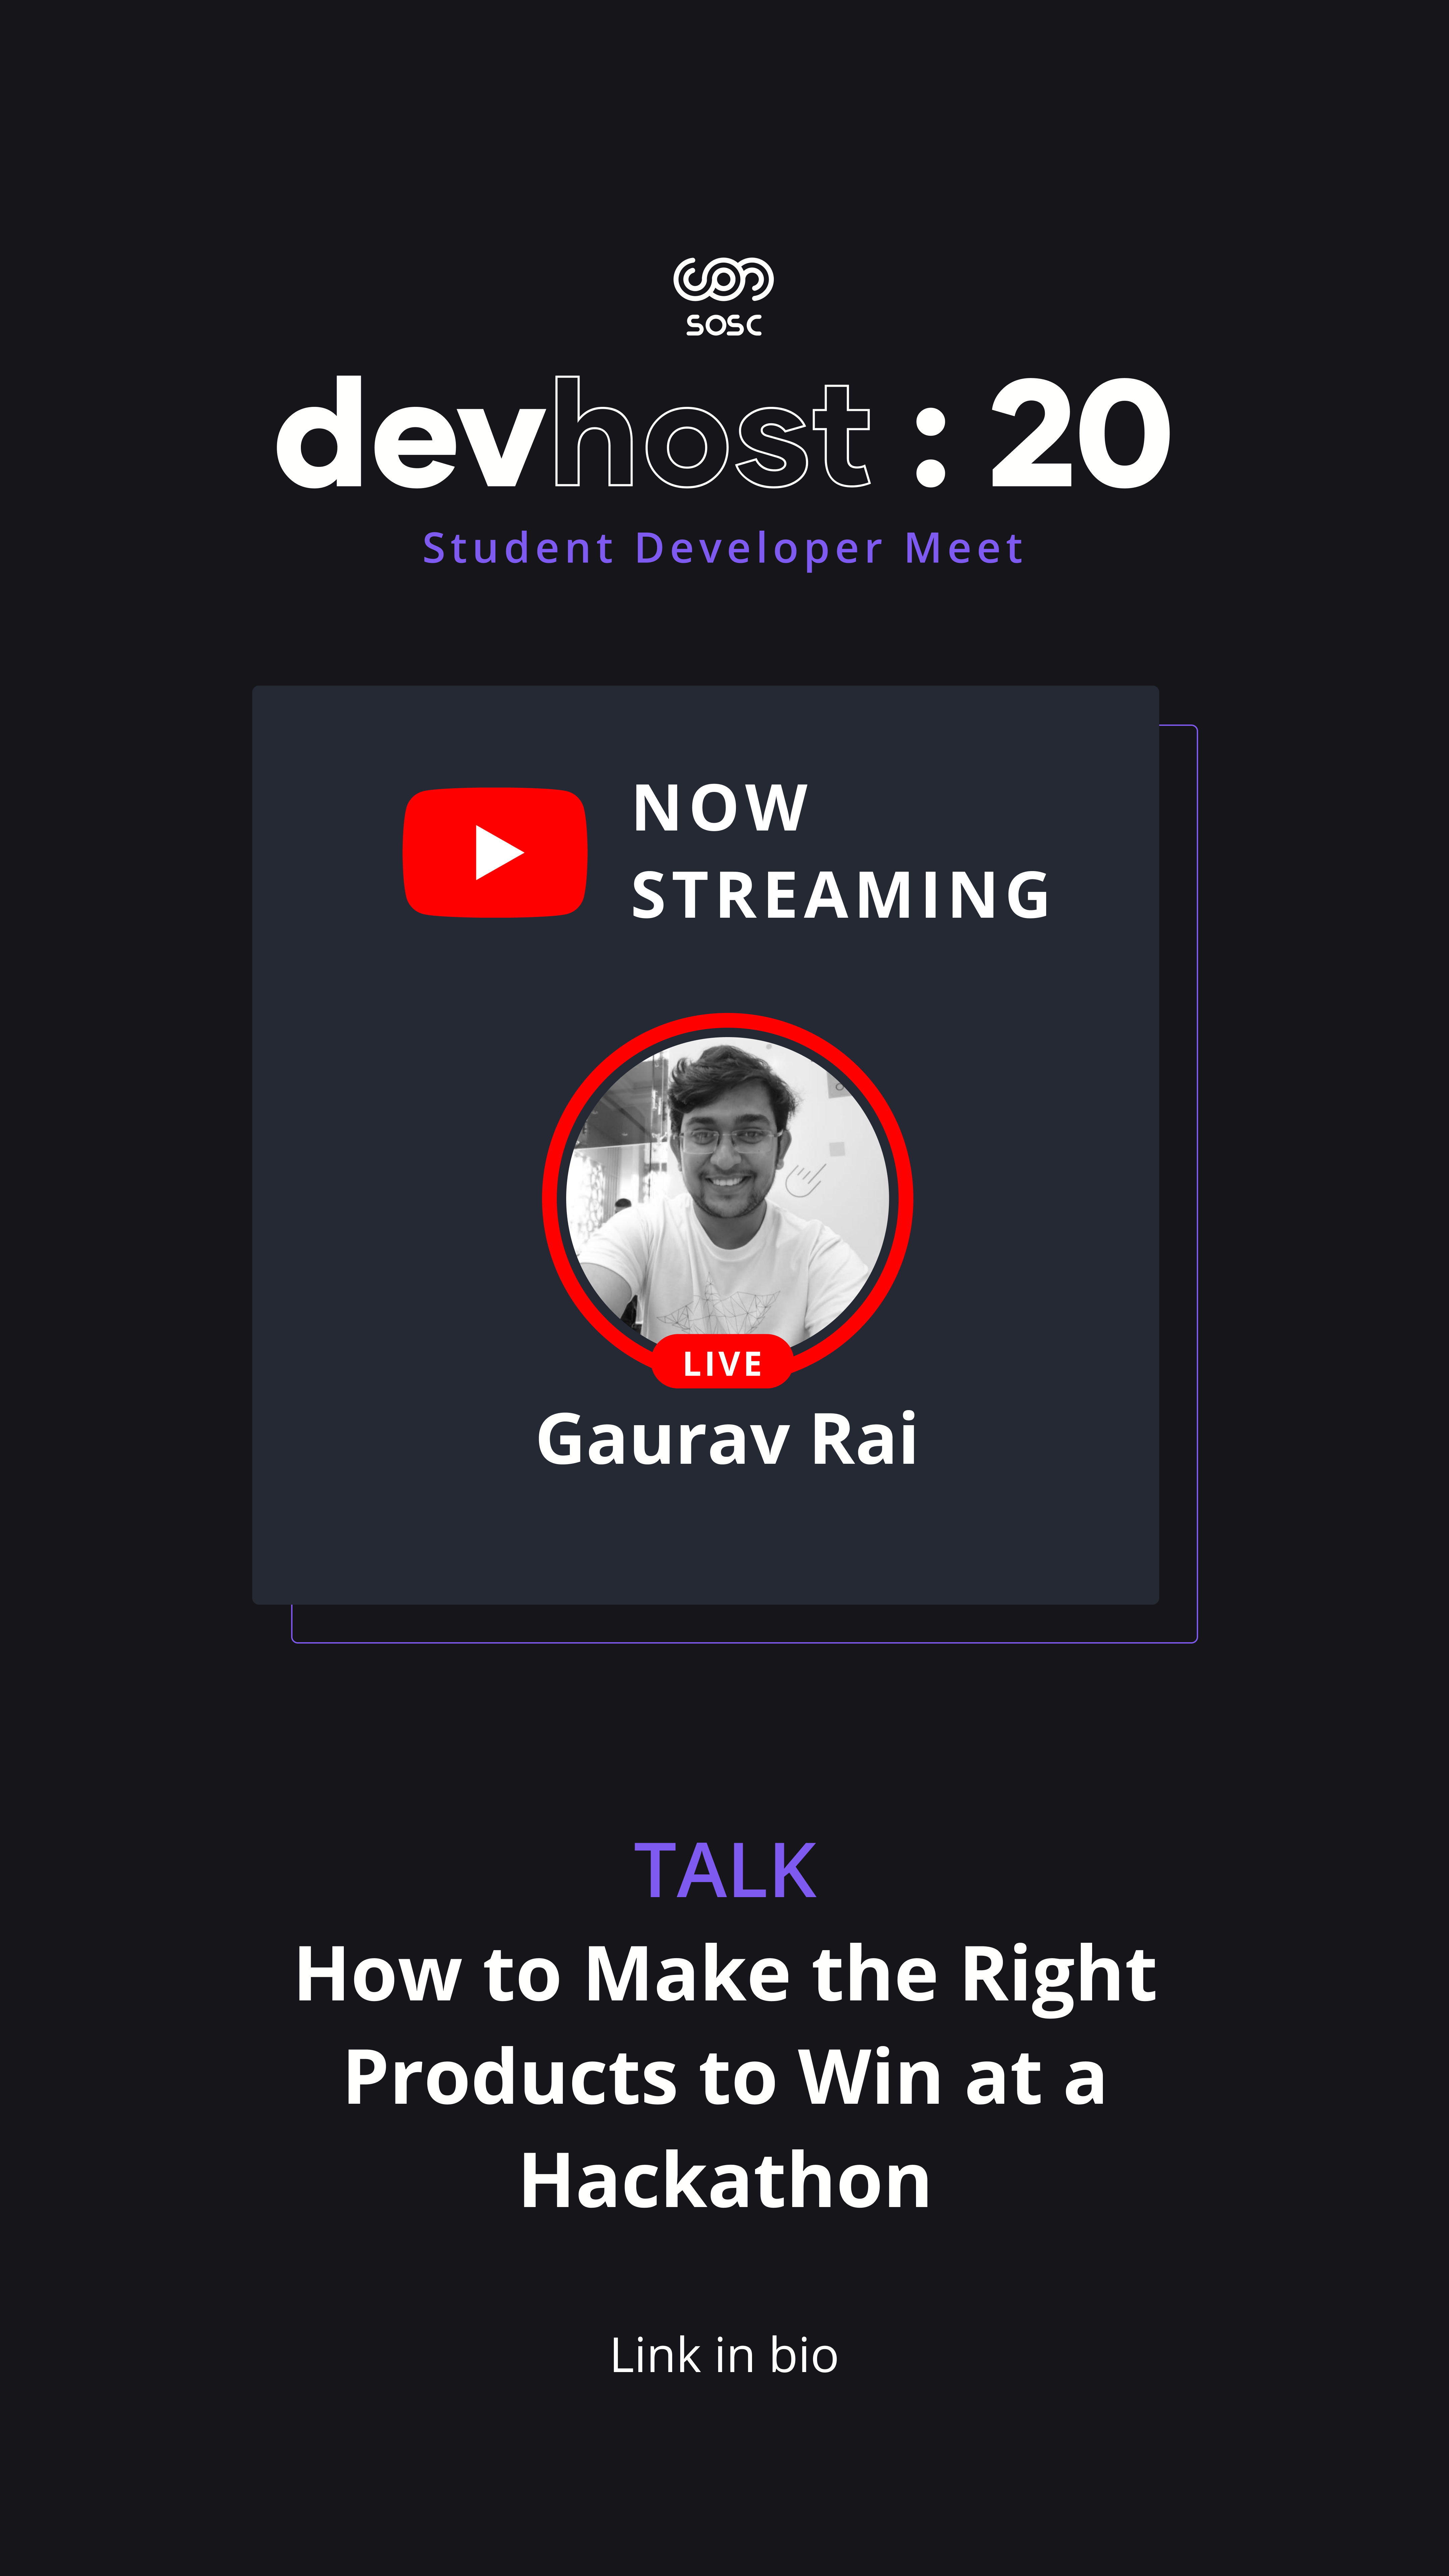 SOSC
devhost : 20
Student Developer Meet
NOW
STREAMING
LIVE
Gaurav Rai
TALK
How to Make the Right
Products to Win at a
Hackathon
Link in bio